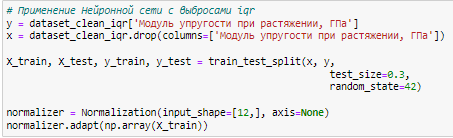 # Применение Нейронной сети с Выбросами iqr
y = dataset_clean_iqr['Модуль упругости при растяжении, ГПа']
x = dataset_clean_iqr.drop(columns=['Модуль упругости при растяжении, ГПа'])
X_train, X_test, y_train, y_test = train_test_split(x, y,
test_size=0.3,
random_state=42)
normalizer = Normalization(input_shape=[12,], axis=None)
normalizer.adapt(np.array(X_train))